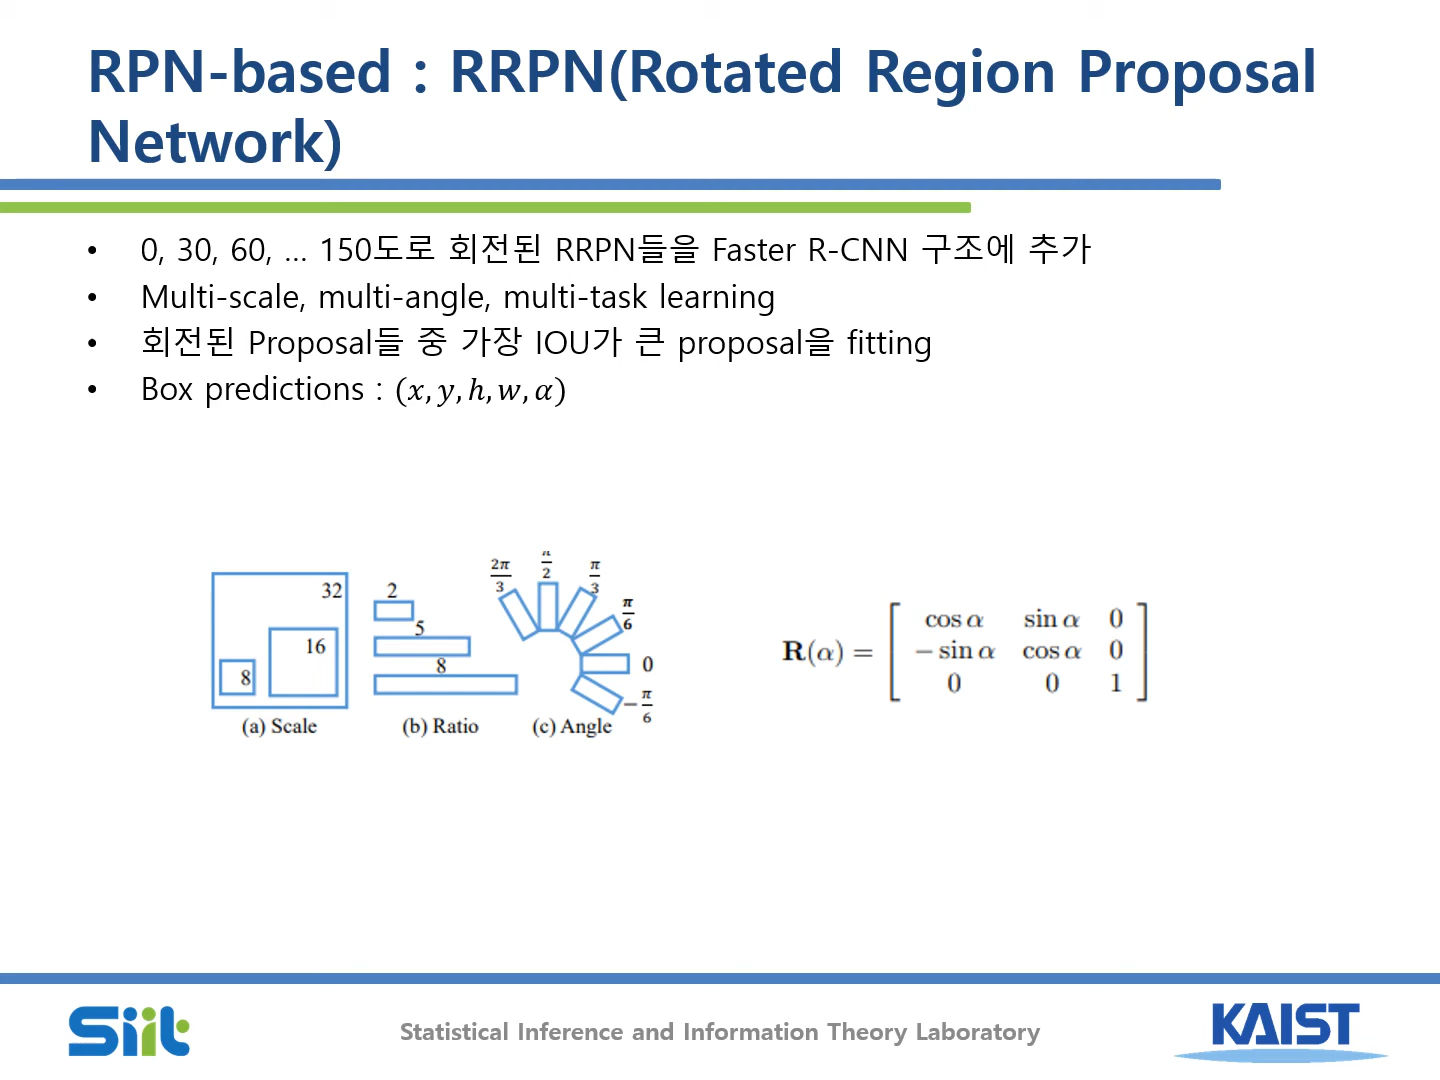 RPN-based : RRPN(Rotated Region Proposal
Network)
• 0, 30, 60, … 150도로 회전된 RRPN들을 Faster R-CNN 구조에 추가
• Multi-scale, multi-angle, multi-task learning
• 회전된 Proposal들 중 가장 IOU가 큰 proposal을 fitting
• Box predictions : (x, y, h, w, α)
32
16
8
(a) Scale
2
5
8
(b) Ratio
2π/3
π/2
π/3
π/6
0
−π/6
(c) Angle
R(α) = [ cos α sin α 0
− sin α cos α 0
0 0 1 ]
Siit
Statistical Inference and Information Theory Laboratory
KAIST